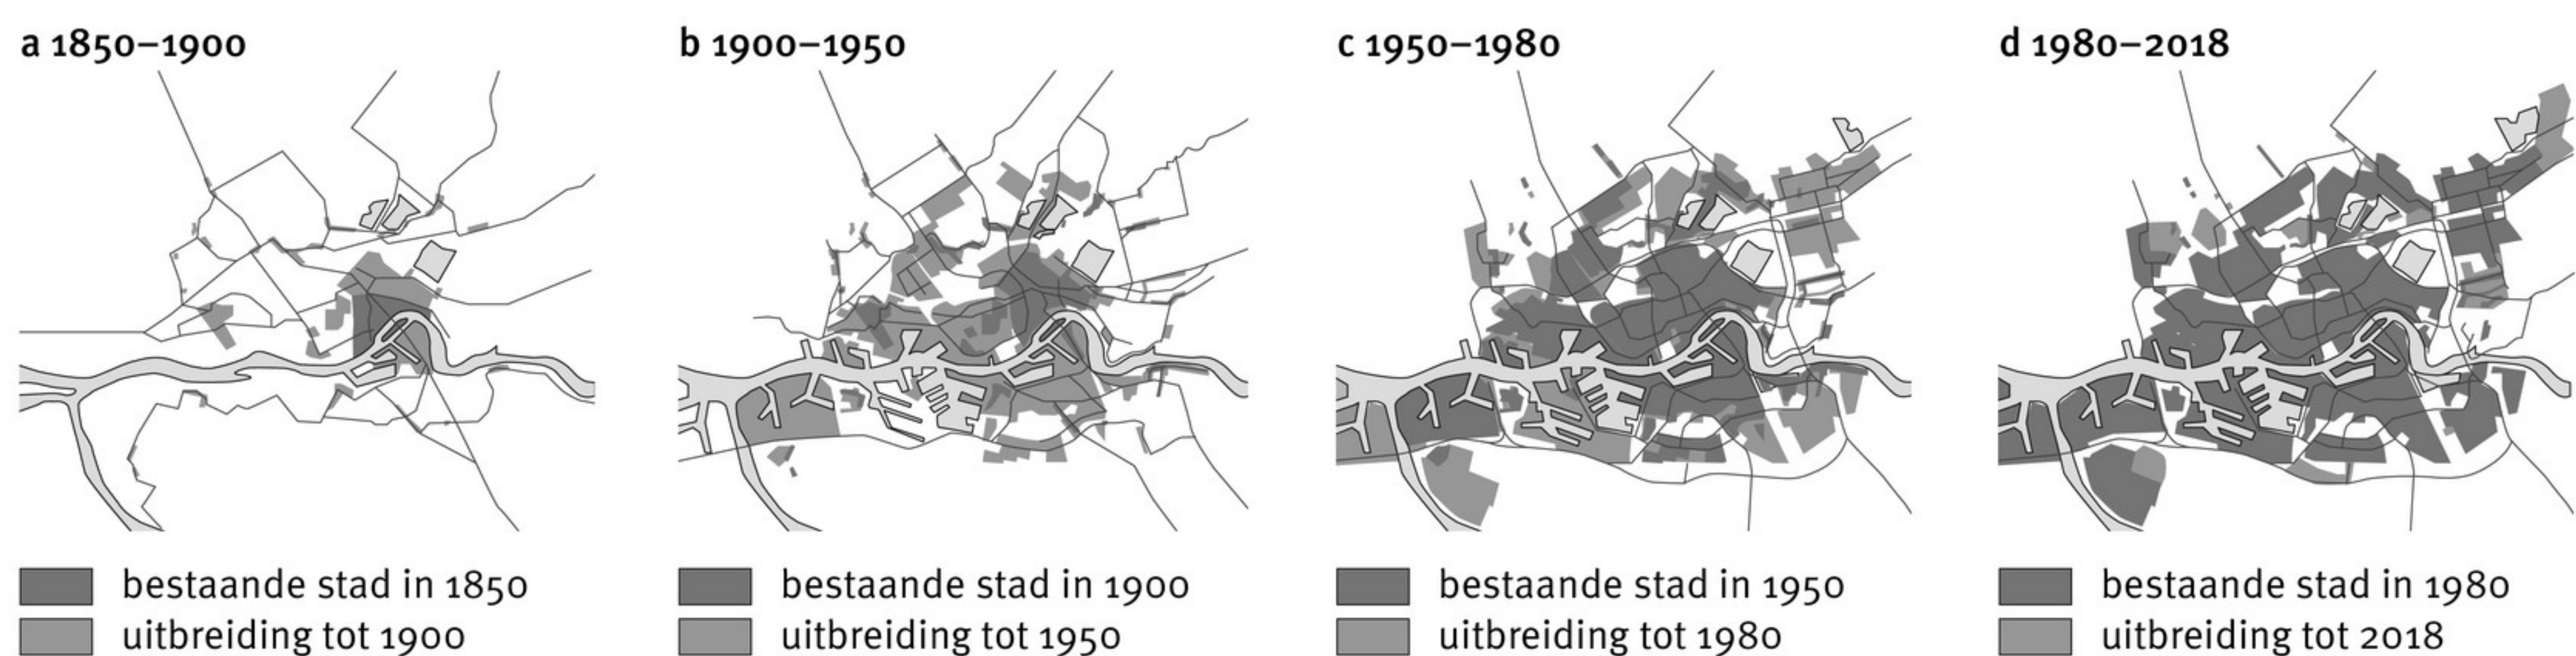 a 1850–1900
b 1900–1950
c 1950–1980
d 1980–2018
bestaande stad in 1850
uitbreiding tot 1900
bestaande stad in 1900
uitbreiding tot 1950
bestaande stad in 1950
uitbreiding tot 1980
bestaande stad in 1980
uitbreiding tot 2018